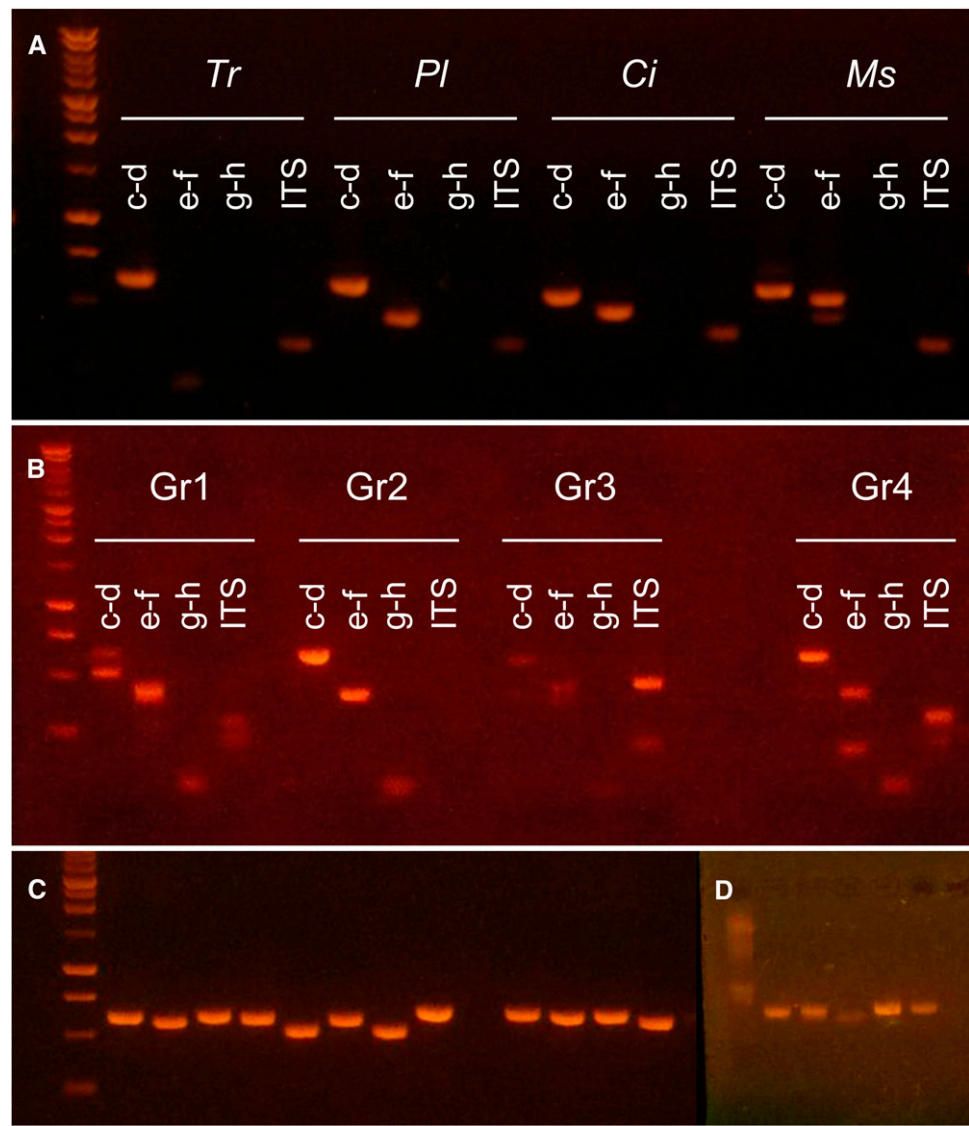 A
Tr Pl Ci Ms
c-d e-f g-h ITS c-d e-f g-h ITS c-d e-f g-h ITS c-d e-f g-h ITS
B
Gr1 Gr2 Gr3 Gr4
c-d e-f g-h ITS c-d e-f g-h ITS c-d e-f g-h ITS c-d e-f g-h ITS
C D